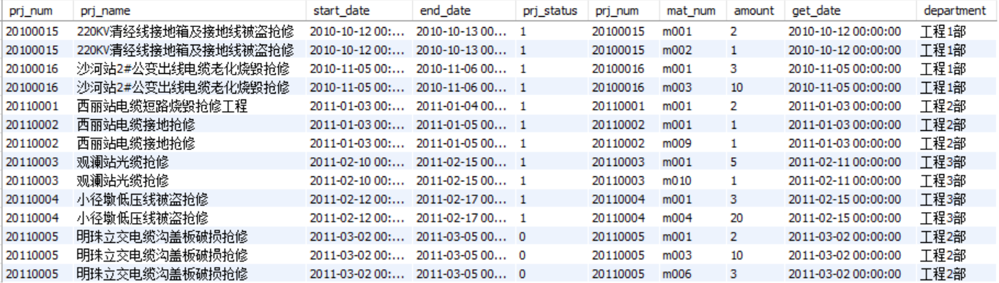 prj_num prj_name start_date end_date prj_status prj_num mat_num amount get_date department
20100015 220KV清经线接地箱及接地线被盗抢修 2010-10-12 00:... 2010-10-13 00... 1 20100015 m001 2 2010-10-12 00:00:00 工程1部
20100015 220KV清经线接地箱及接地线被盗抢修 2010-10-12 00:... 2010-10-13 00... 1 20100015 m002 1 2010-10-12 00:00:00 工程1部
20100016 沙河站2#公变出线电缆老化烧毁抢修 2010-11-05 00:... 2010-11-06 00... 1 20100016 m001 3 2010-11-05 00:00:00 工程1部
20100016 沙河站2#公变出线电缆老化烧毁抢修 2010-11-05 00:... 2010-11-06 00... 1 20100016 m003 10 2010-11-05 00:00:00 工程1部
20110001 西丽站电缆短路烧毁抢修工程 2011-01-03 00:... 2011-01-04 00... 1 20110001 m001 2 2011-01-03 00:00:00 工程2部
20110002 西丽站电缆接地抢修 2011-01-03 00:... 2011-01-05 00... 1 20110002 m001 1 2011-01-03 00:00:00 工程2部
20110002 西丽站电缆接地抢修 2011-01-03 00:... 2011-01-05 00... 1 20110002 m009 1 2011-01-03 00:00:00 工程2部
20110003 观澜站光缆抢修 2011-02-10 00:... 2011-02-15 00... 1 20110003 m001 5 2011-02-11 00:00:00 工程3部
20110003 观澜站光缆抢修 2011-02-10 00:... 2011-02-15 00... 1 20110003 m010 1 2011-02-11 00:00:00 工程3部
20110004 小径墩低压线被盗抢修 2011-02-12 00:... 2011-02-17 00... 1 20110004 m001 3 2011-02-15 00:00:00 工程3部
20110004 小径墩低压线被盗抢修 2011-02-12 00:... 2011-02-17 00... 1 20110004 m004 20 2011-02-15 00:00:00 工程3部
20110005 明珠立交电缆沟盖板破损抢修 2011-03-02 00:... 2011-03-05 00... 0 20110005 m001 2 2011-03-02 00:00:00 工程2部
20110005 明珠立交电缆沟盖板破损抢修 2011-03-02 00:... 2011-03-05 00... 0 20110005 m003 10 2011-03-02 00:00:00 工程2部
20110005 明珠立交电缆沟盖板破损抢修 2011-03-02 00:... 2011-03-05 00... 0 20110005 m006 3 2011-03-02 00:00:00 工程2部